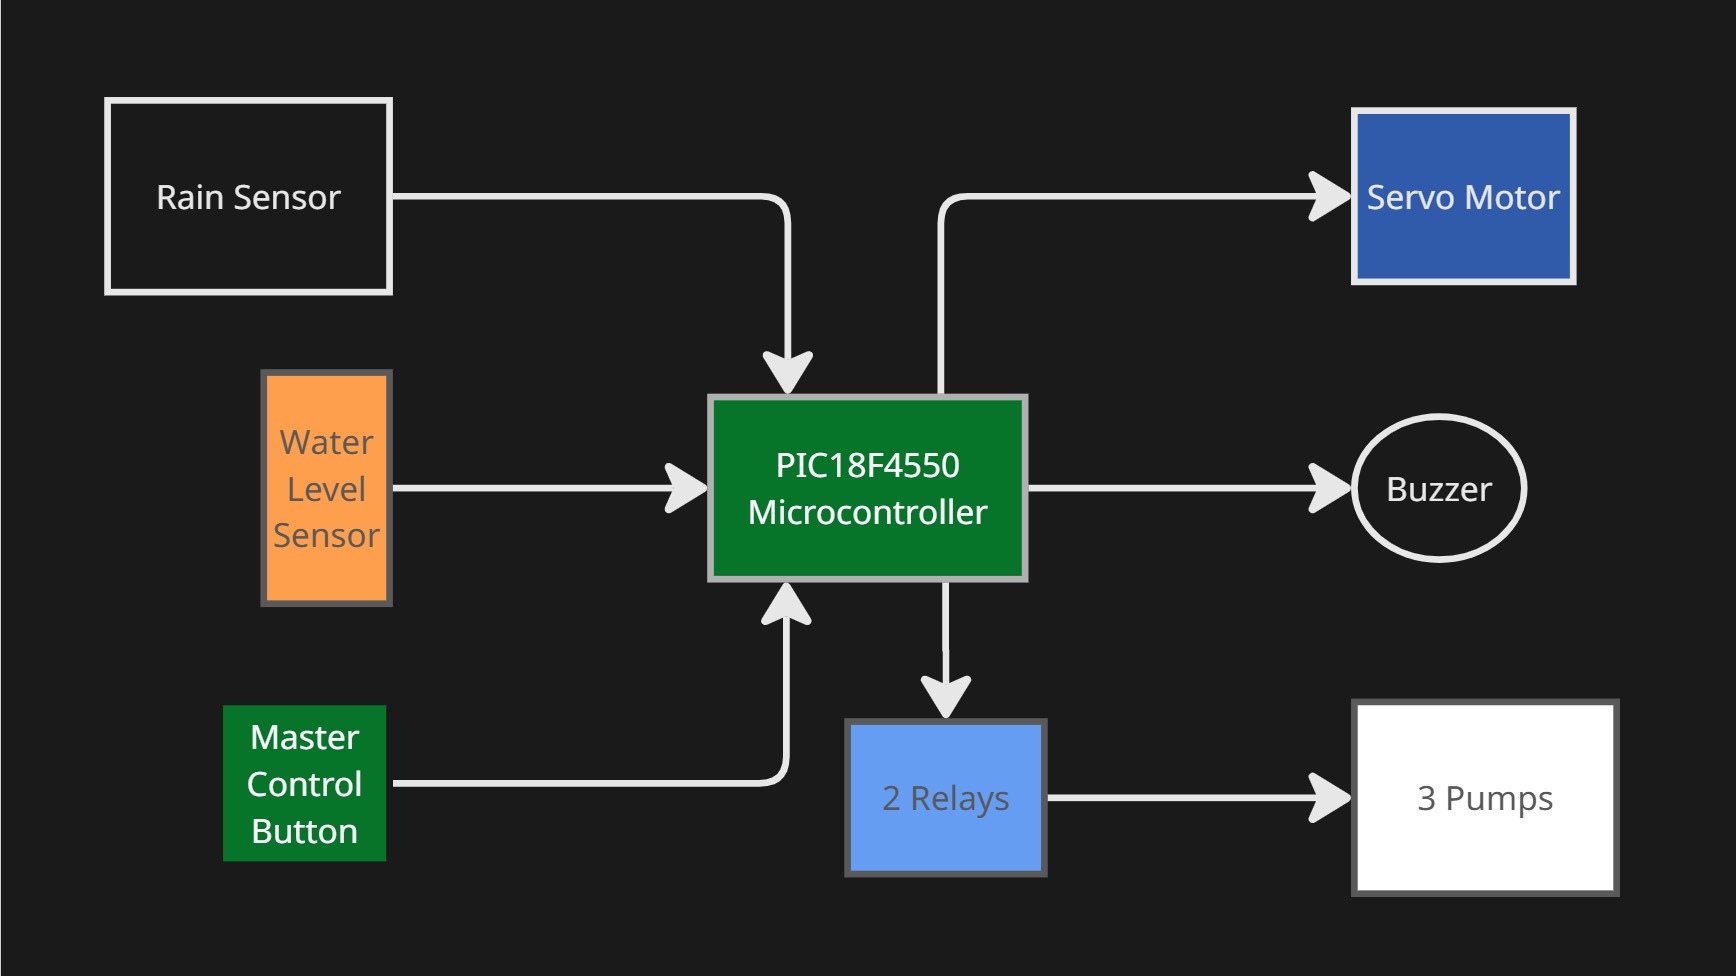 Rain Sensor
Servo Motor
Water
Level
Sensor
PIC18F4550
Microcontroller
Buzzer
Master
Control
Button
2 Relays
3 Pumps